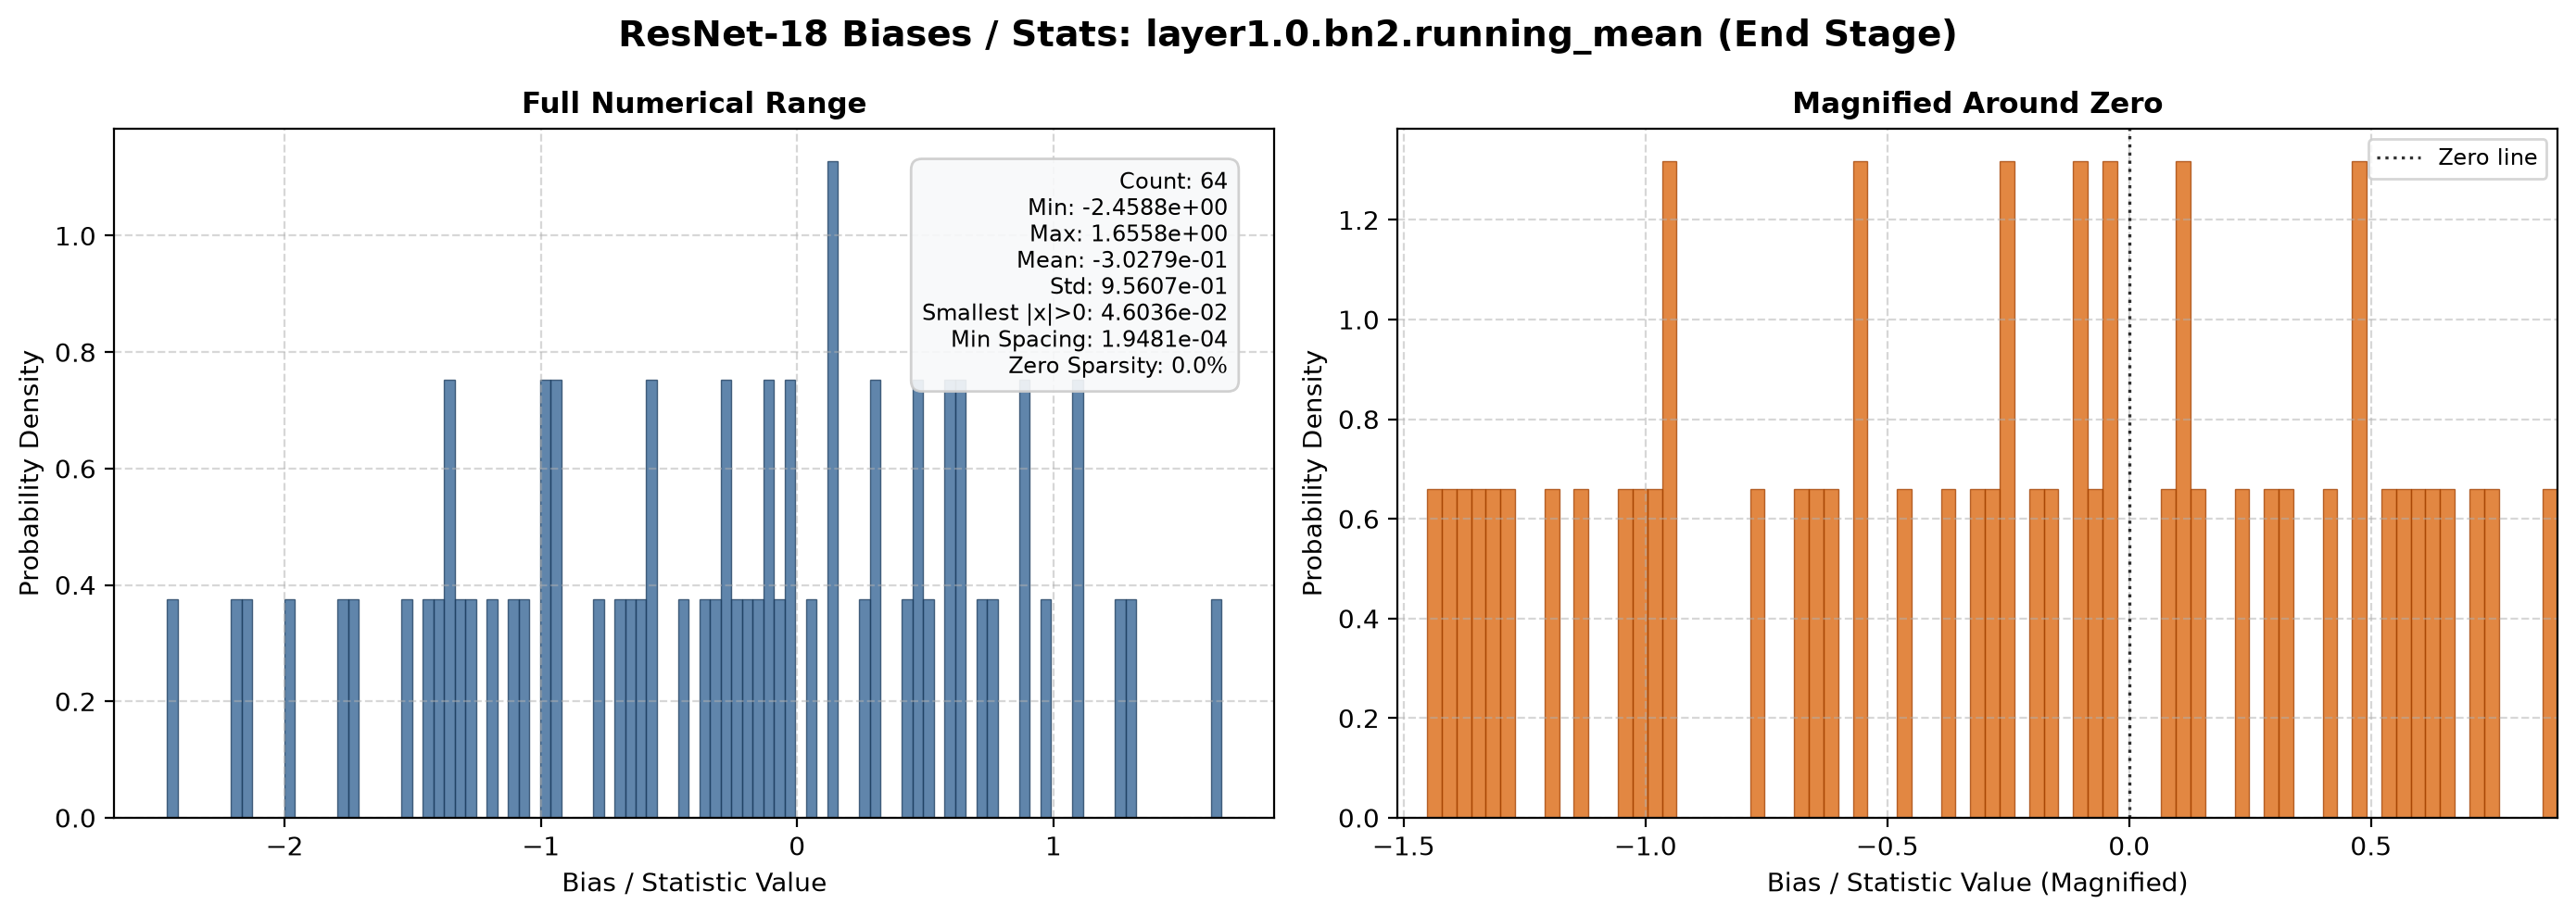 ResNet-18 Biases / Stats: layer1.0.bn2.running_mean (End Stage)
Full Numerical Range
Probability Density
1.0
0.8
0.6
0.4
0.2
0.0
Count: 64
Min: -2.4588e+00
Max: 1.6558e+00
Mean: -3.0279e-01
Std: 9.5607e-01
Smallest |x|>0: 4.6036e-02
Min Spacing: 1.9481e-04
Zero Sparsity: 0.0%
−2 −1 0 1
Bias / Statistic Value
Magnified Around Zero
Probability Density
1.2
1.0
0.8
0.6
0.4
0.2
0.0
Zero line
−1.5 −1.0 −0.5 0.0 0.5
Bias / Statistic Value (Magnified)